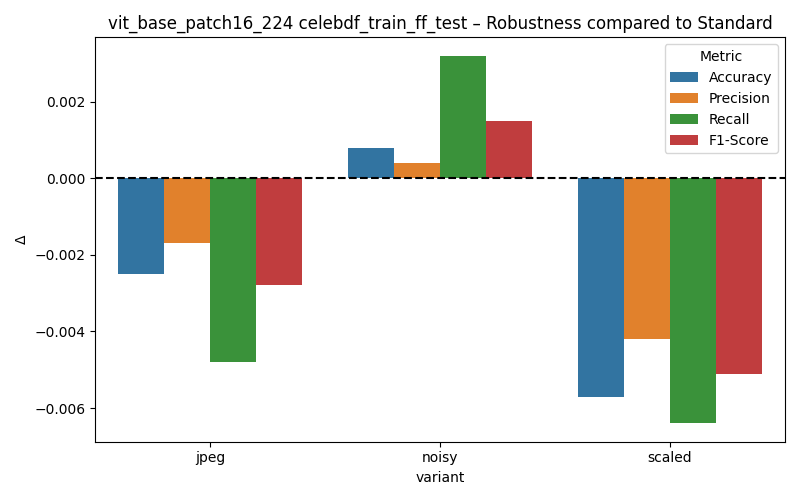 vit_base_patch16_224 celebdf_train_ff_test – Robustness compared to Standard
Metric
Accuracy
Precision
Recall
F1-Score
0.002
0.000
−0.002
−0.004
−0.006
Δ
jpeg
noisy
scaled
variant